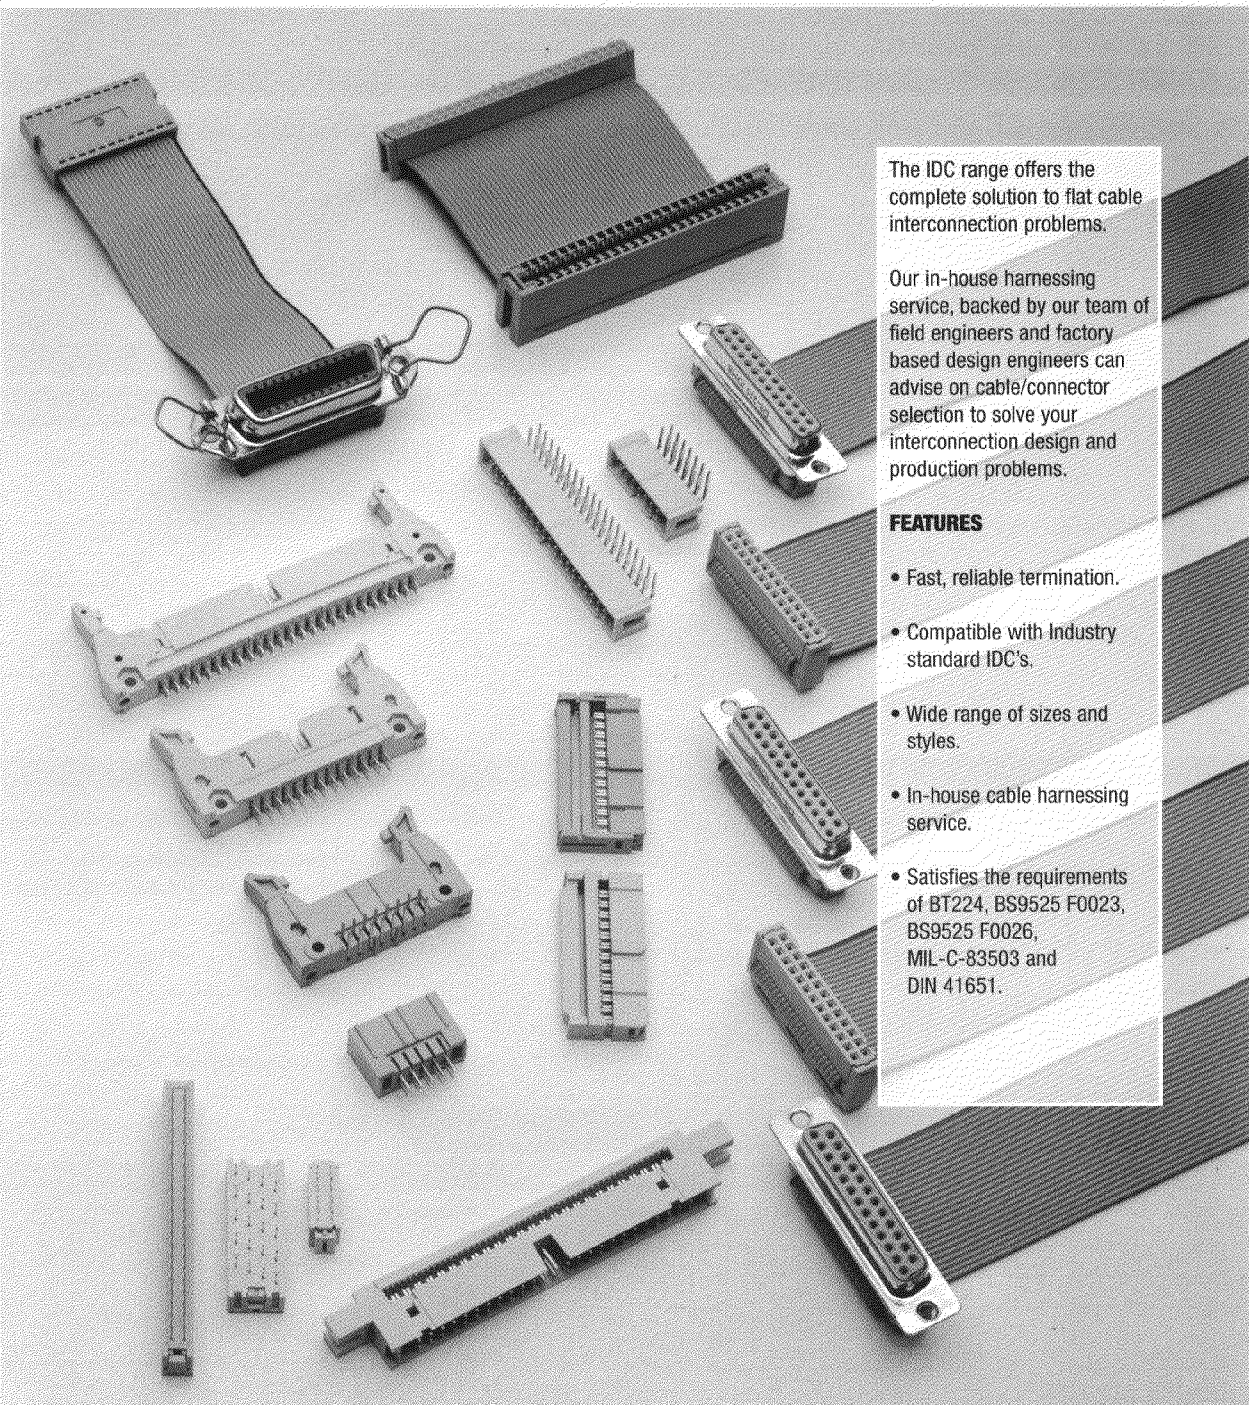 The IDC range offers the
complete solution to flat cable
interconnection problems.
Our in-house harnessing
service, backed by our team of
field engineers and factory
based design engineers can
advise on cable/connector
selection to solve your
interconnection design and
production problems.
FEATURES
• Fast, reliable termination.
• Compatible with Industry
standard IDC's.
• Wide range of sizes and
styles.
• In-house cable harnessing
service.
• Satisfies the requirements
of BT224, BS9525 F0023,
BS9525 F0026,
MIL-C-83503 and
DIN 41651.